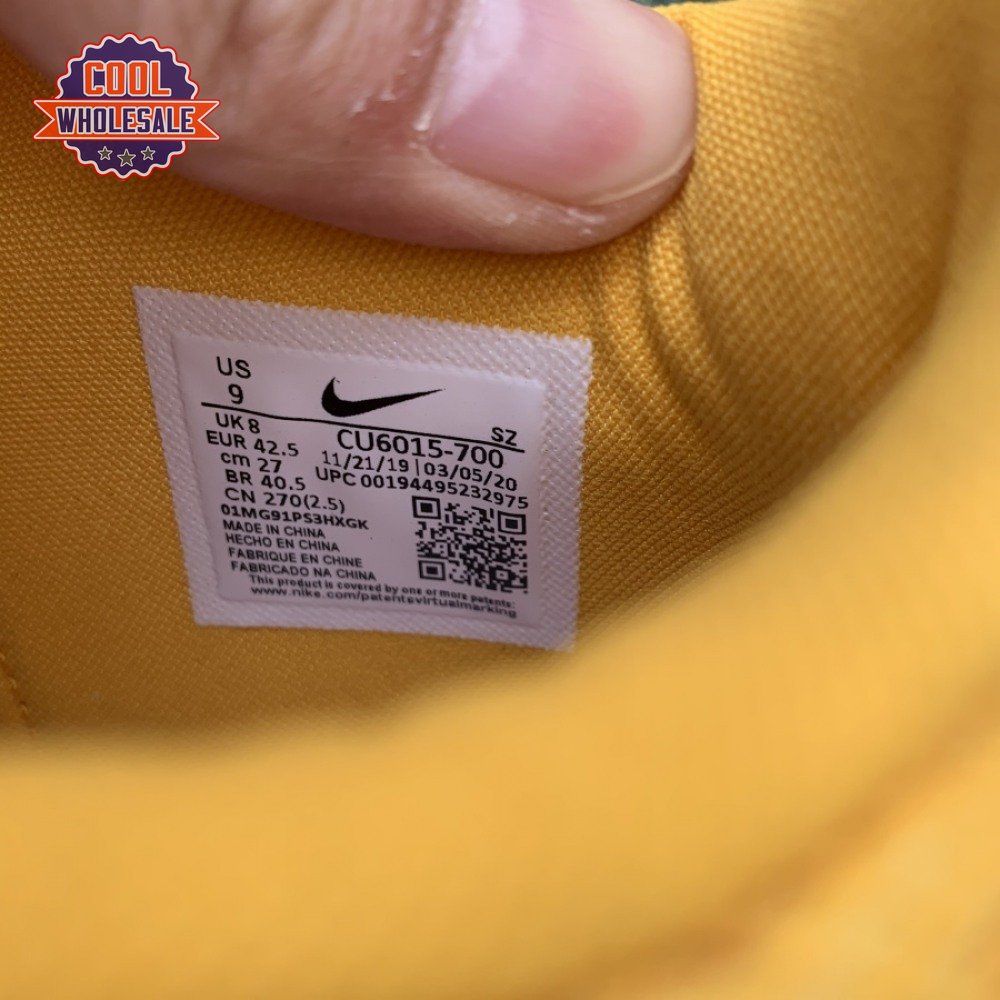 COOL
WHOLESALE
US
9
SZ
UK 8
CU6015-700
EUR 42.5
11/21/19 | 03/05/20
cm 27
UPC 00194495232975
BR 40.5
CN 270(2.5)
01MG91PS3HXGK
MADE IN CHINA
HECHO EN CHINA
FABRIQUE EN CHINE
FABRICADO NA CHINA
This product is covered by one or more patents:
www.nike.com/patentsvirtualmarking